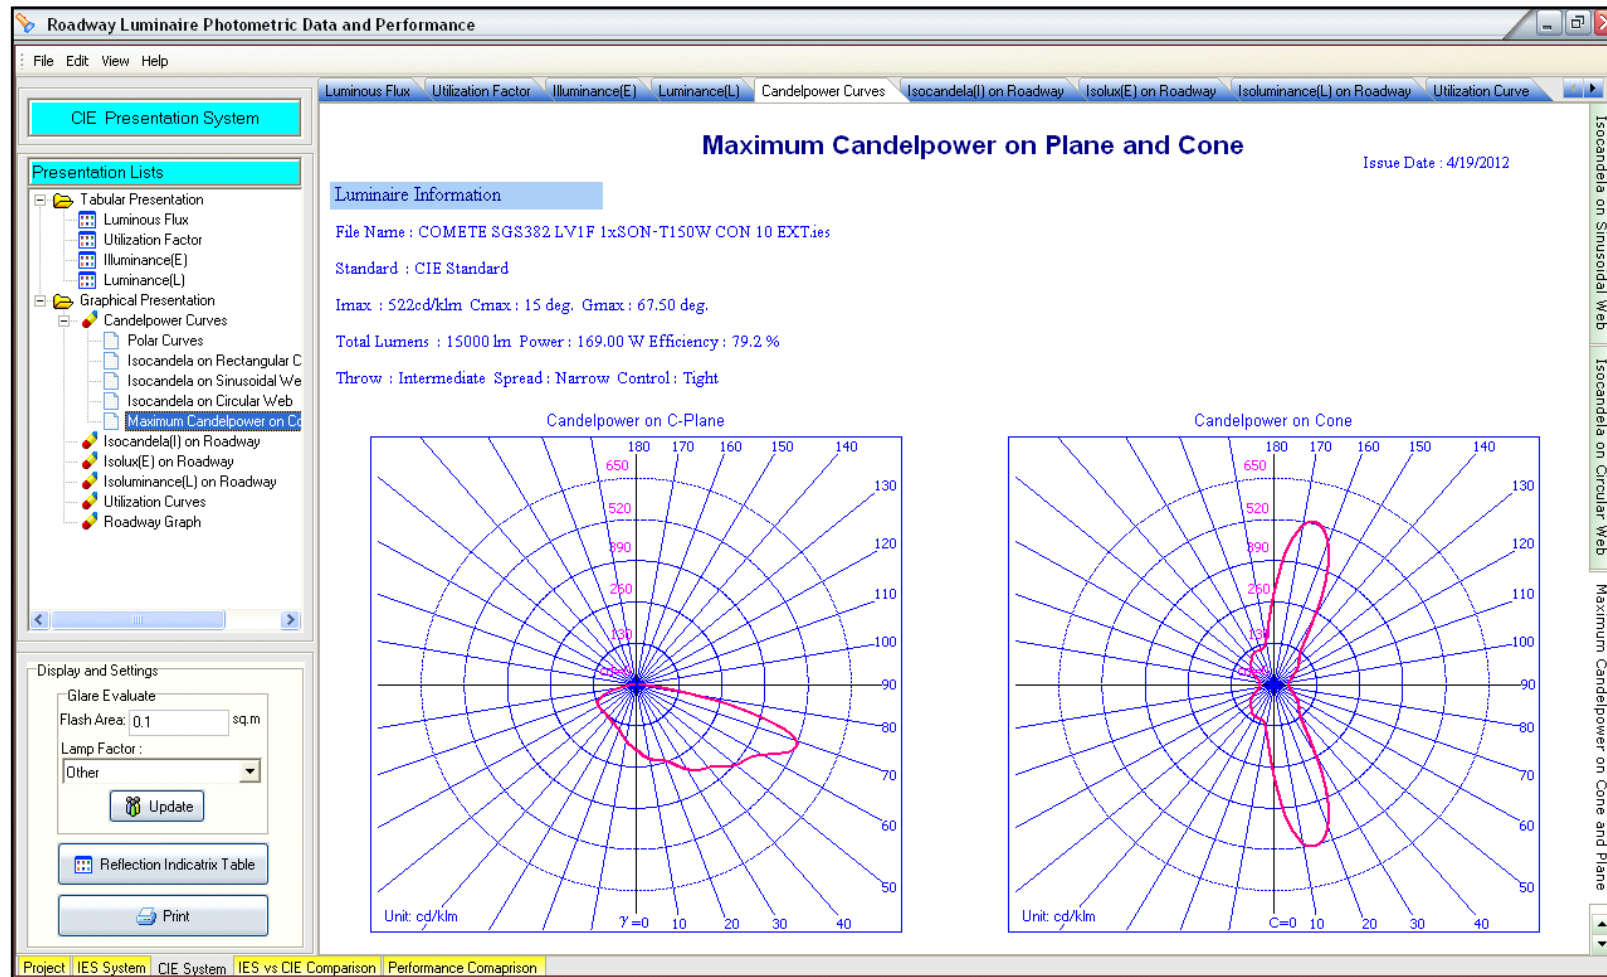 Roadway Luminaire Photometric Data and Performance
File Edit View Help
CIE Presentation System
Presentation Lists
Tabular Presentation
Luminous Flux
Utilization Factor
Illuminance(E)
Luminance(L)
Graphical Presentation
Candelpower Curves
Polar Curves
Isocandela on Rectangular C
Isocandela on Sinusoidal We
Isocandela on Circular Web
Maximum Candelpower on Co
Isocandela(I) on Roadway
Isolux(E) on Roadway
Isoluminance(L) on Roadway
Utilization Curves
Roadway Graph
Display and Settings
Glare Evaluate
Flash Area: 0.1 sq.m
Lamp Factor :
Other
Update
Reflection Indicatrix Table
Print
Luminous Flux Utilization Factor Illuminance(E) Luminance(L) Candelpower Curves Isocandela(I) on Roadway Isolux(E) on Roadway Isoluminance(L) on Roadway Utilization Curve
Maximum Candelpower on Plane and Cone
Issue Date : 4/19/2012
Luminaire Information
File Name : COMETE SGS382 LV1F 1xSON-T150W CON 10 EXT.ies
Standard : CIE Standard
Imax : 522cd/klm Cmax : 15 deg. Gmax : 67.50 deg.
Total Lumens : 15000 lm Power : 169.00 W Efficiency : 79.2 %
Throw : Intermediate Spread : Narrow Control : Tight
Candelpower on C-Plane
180 170 160 150 140
650
130
520
120
390
260
110
130
100
90
80
70
60
50
Unit: cd/klm
γ =0 10 20 30 40
Candelpower on Cone
180 170 160 150 140
650
130
520
120
390
260
110
130
100
90
80
70
60
50
Unit: cd/klm
C=0 10 20 30 40
Isocandela on Sinusoidal Web
Isocandela on Circular Web
Maximum Candelpower on Cone and Plane
Project IES System CIE System IES vs CIE Comparison Performance Comaprison